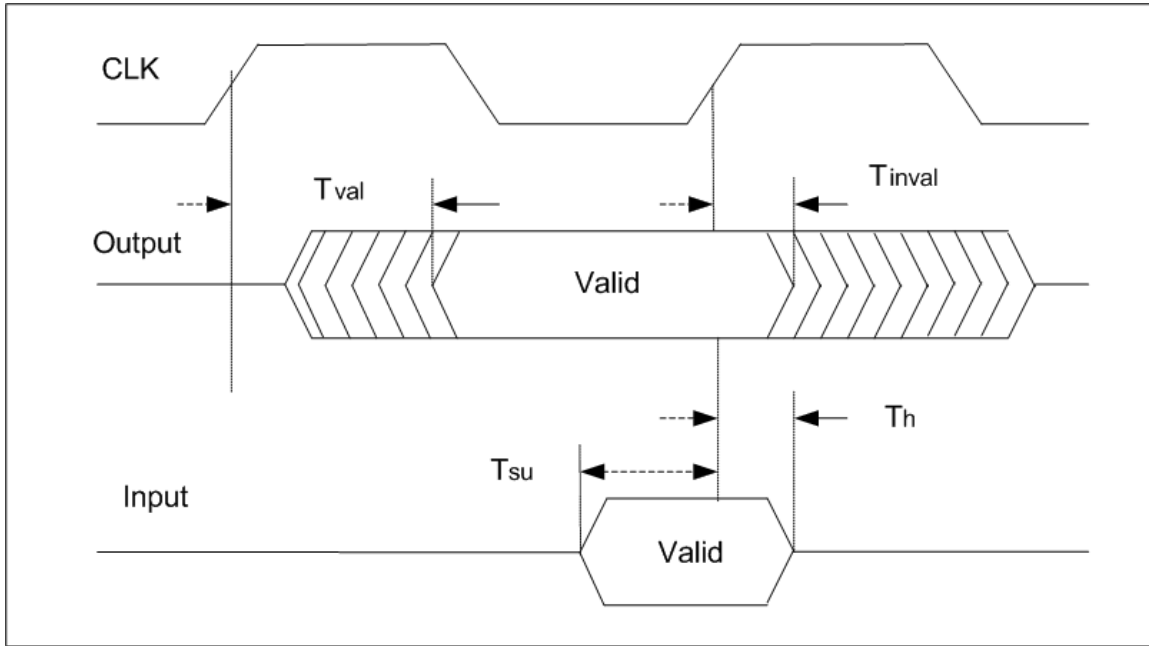 CLK
Tval
Tinval
Output
Valid
Th
Tsu
Input
Valid